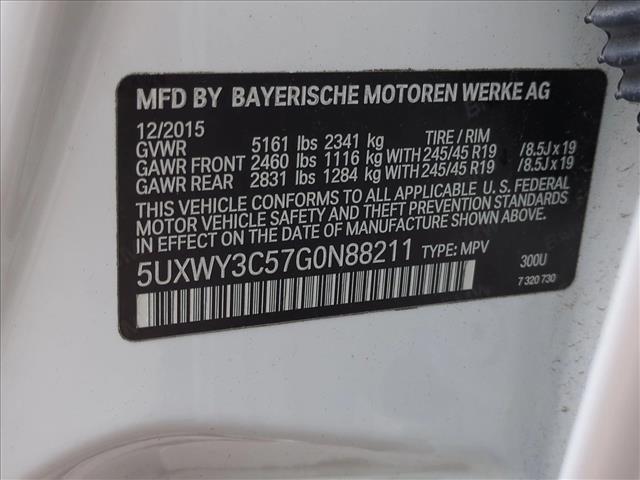 MFD BY BAYERISCHE MOTOREN WERKE AG
12/2015
GVWR 5161 lbs 2341 kg TIRE / RIM
GAWR FRONT 2460 lbs 1116 kg WITH 245/45 R19 /8.5J x 19
GAWR REAR 2831 lbs 1284 kg WITH 245/45 R19 /8.5J x 19
THIS VEHICLE CONFORMS TO ALL APPLICABLE U. S. FEDERAL
MOTOR VEHICLE SAFETY AND THEFT PREVENTION STANDARDS
IN EFFECT ON THE DATE OF MANUFACTURE SHOWN ABOVE.
5UXWY3C57G0N88211 TYPE: MPV 300U
7 320 730